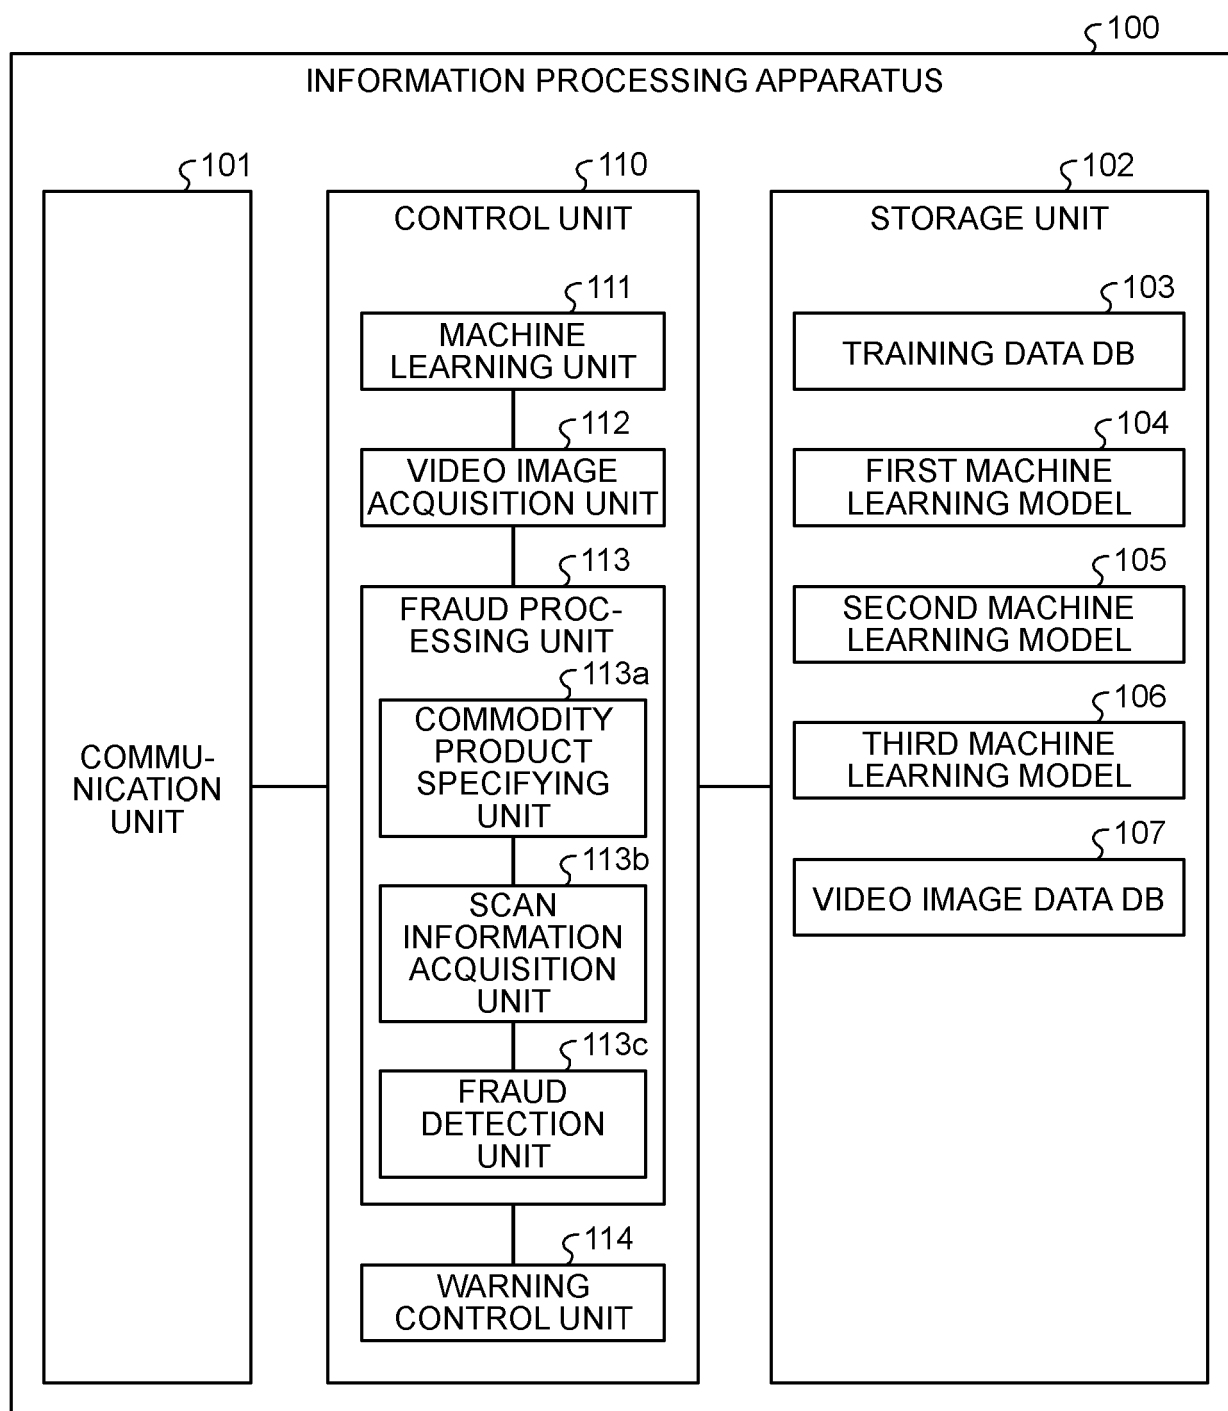 100
INFORMATION PROCESSING APPARATUS
101
COMMU-
NICATION
UNIT
110
CONTROL UNIT
111
MACHINE
LEARNING UNIT
112
VIDEO IMAGE
ACQUISITION UNIT
113
FRAUD PROC-
ESSING UNIT
113a
COMMODITY
PRODUCT
SPECIFYING
UNIT
113b
SCAN
INFORMATION
ACQUISITION
UNIT
113c
FRAUD
DETECTION
UNIT
114
WARNING
CONTROL UNIT
102
STORAGE UNIT
103
TRAINING DATA DB
104
FIRST MACHINE
LEARNING MODEL
105
SECOND MACHINE
LEARNING MODEL
106
THIRD MACHINE
LEARNING MODEL
107
VIDEO IMAGE DATA DB